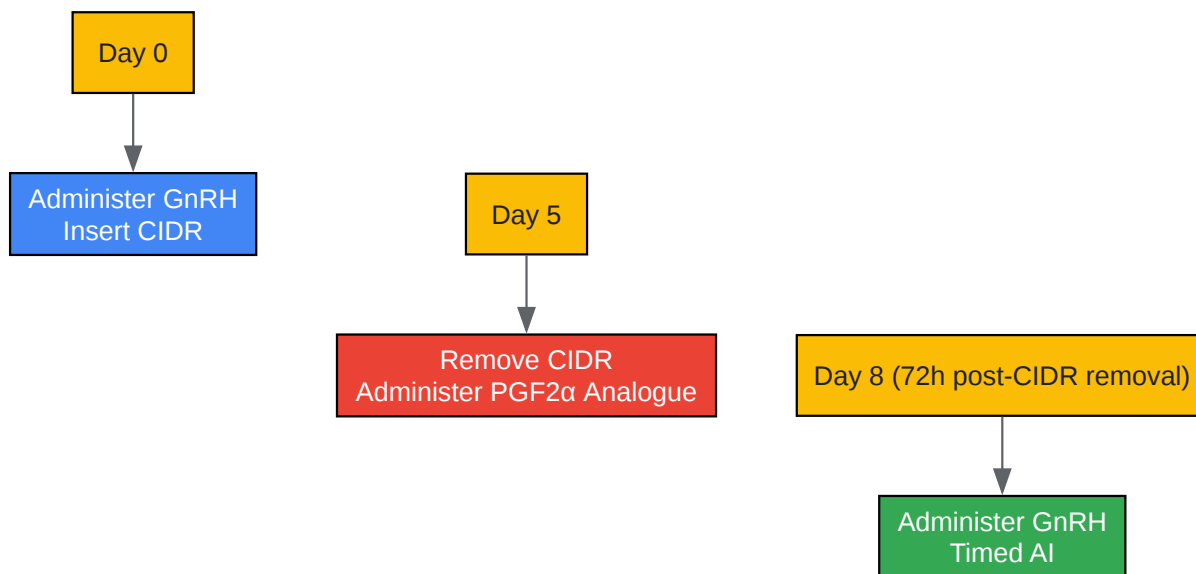 Day 0
Administer GnRH
Insert CIDR
Day 5
Remove CIDR
Administer PGF2α Analogue
Day 8 (72h post-CIDR removal)
Administer GnRH
Timed AI